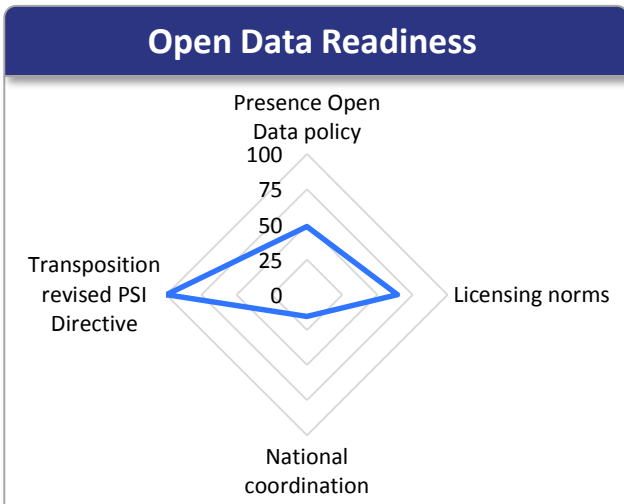 Open Data Readiness
Presence Open
Data policy
100
75
50
25
0
Transposition
revised PSI
Directive
Licensing norms
National
coordination